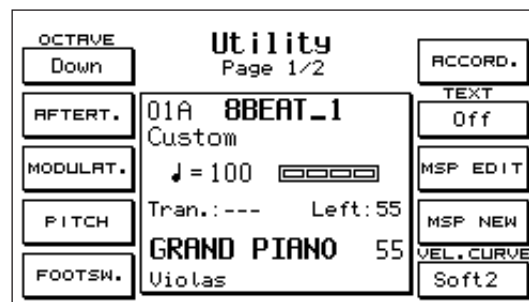 OCTAVE
Down
AFTERT.
MODULAT.
PITCH
FOOTSW.
Utility
Page 1/2
01A 8BEAT_1
Custom
♩=100
Tran.:--- Left:55
GRAND PIANO 55
Violas
ACCORD.
TEXT
Off
MSP EDIT
MSP NEW
VEL.CURVE
Soft2